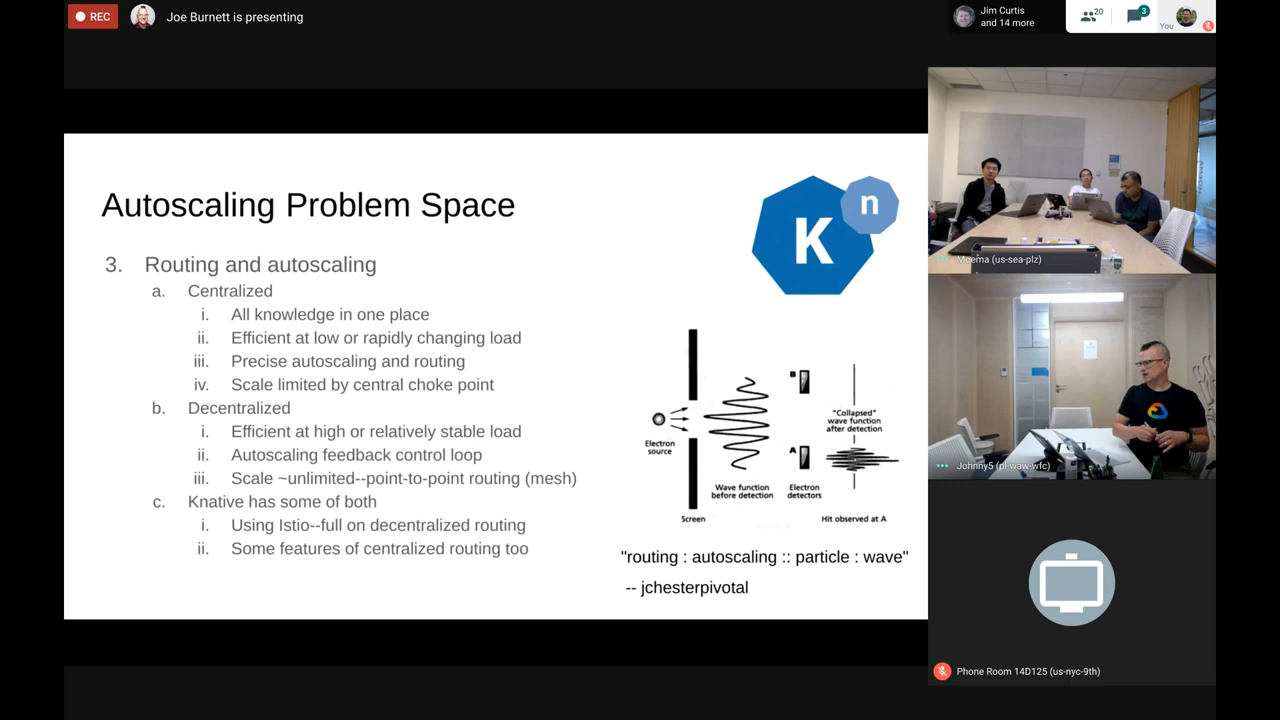 REC
Joe Burnett is presenting
Jim Curtis
and 14 more
20
3
You
Autoscaling Problem Space
K
n
3. Routing and autoscaling
a. Centralized
i. All knowledge in one place
ii. Efficient at low or rapidly changing load
iii. Precise autoscaling and routing
iv. Scale limited by central choke point
b. Decentralized
i. Efficient at high or relatively stable load
ii. Autoscaling feedback control loop
iii. Scale ~unlimited--point-to-point routing (mesh)
c. Knative has some of both
i. Using Istio--full on decentralized routing
ii. Some features of centralized routing too
Electron
source
Screen
Wave function
before detection
B
A
Electron
detectors
"Collapsed"
wave function
after detection
Hit observed at A
"routing : autoscaling :: particle : wave"
-- jchesterpivotal
Moema (us-sea-plz)
Johnny5 (pl-waw-wfc)
Phone Room 14D125 (us-nyc-9th)